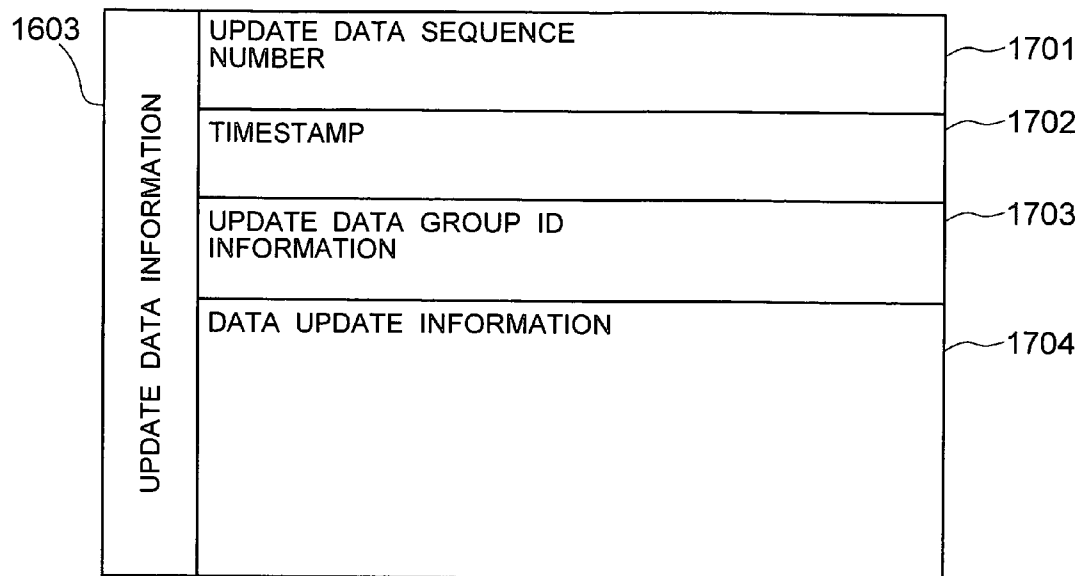 1603
UPDATE DATA INFORMATION
UPDATE DATA SEQUENCE
NUMBER
1701
TIMESTAMP
1702
UPDATE DATA GROUP ID
INFORMATION
1703
DATA UPDATE INFORMATION
1704